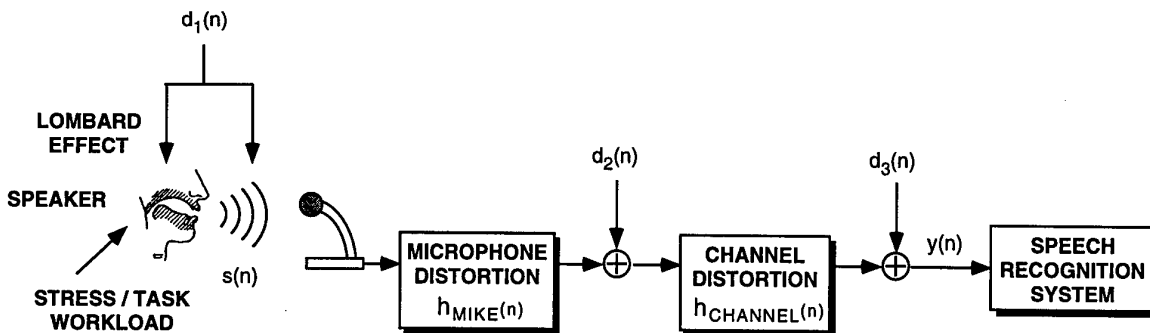 d1(n)
LOMBARD
EFFECT
SPEAKER
s(n)
STRESS / TASK
WORKLOAD
MICROPHONE
DISTORTION
hMIKE(n)
d2(n)
CHANNEL
DISTORTION
hCHANNEL(n)
d3(n)
y(n)
SPEECH
RECOGNITION
SYSTEM